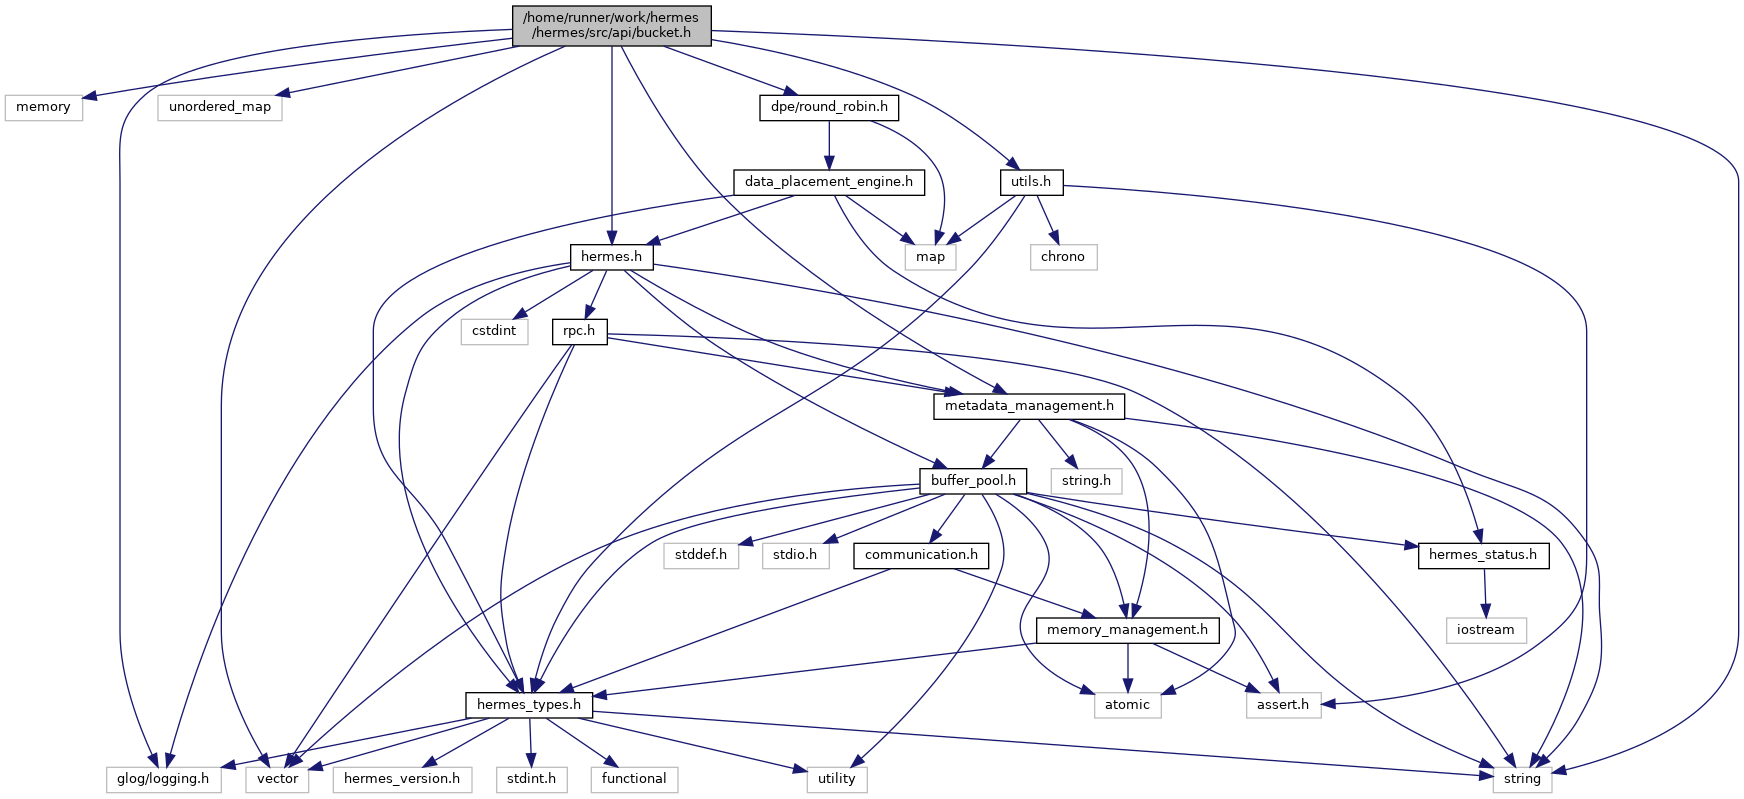 /home/runner/work/hermes
/hermes/src/api/bucket.h
memory
unordered_map
dpe/round_robin.h
data_placement_engine.h
utils.h
hermes.h
map
chrono
cstdint
rpc.h
metadata_management.h
buffer_pool.h
string.h
stddef.h
stdio.h
communication.h
hermes_status.h
memory_management.h
iostream
hermes_types.h
atomic
assert.h
glog/logging.h
vector
hermes_version.h
stdint.h
functional
utility
string